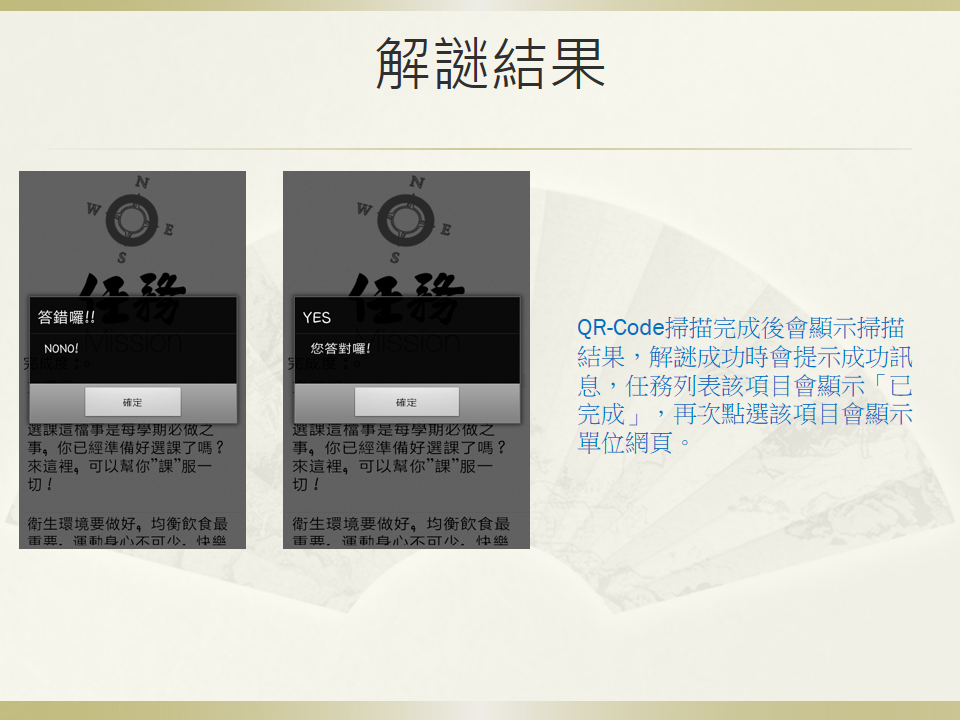 解謎結果
N
W
E
S
任務
Mission
答錯囉!!
NONO!
確定
選課這檔事是每學期必做之
事，你已經準備好選課了嗎？
來這裡，可以幫你”課”服一
切！
衛生環境要做好，均衡飲食最
重要，運動身心不可少，快樂
N
W
E
S
任務
Mission
YES
您答對囉!
確定
選課這檔事是每學期必做之
事，你已經準備好選課了嗎？
來這裡，可以幫你”課”服一
切！
衛生環境要做好，均衡飲食最
重要，運動身心不可少，快樂
QR-Code掃描完成後會顯示掃描
結果，解謎成功時會提示成功訊
息，任務列表該項目會顯示「已
完成」，再次點選該項目會顯示
單位網頁。